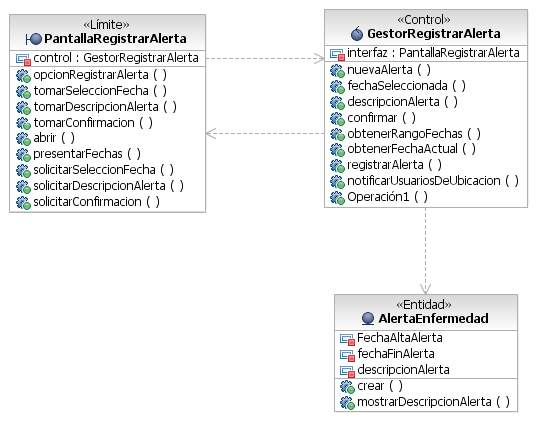 «Límite»
PantallaRegistrarAlerta
control : GestorRegistrarAlerta
opcionRegistrarAlerta ( )
tomarSeleccionFecha ( )
tomarDescripcionAlerta ( )
tomarConfirmacion ( )
abrir ( )
presentarFechas ( )
solicitarSeleccionFecha ( )
solicitarDescripcionAlerta ( )
solicitarConfirmacion ( )
«Control»
GestorRegistrarAlerta
interfaz : PantallaRegistrarAlerta
nuevaAlerta ( )
fechaSeleccionada ( )
descripcionAlerta ( )
confirmar ( )
obtenerRangoFechas ( )
obtenerFechaActual ( )
registrarAlerta ( )
notificarUsuariosDeUbicacion ( )
Operación1 ( )
«Entidad»
AlertaEnfermedad
FechaAltaAlerta
fechaFinAlerta
descripcionAlerta
crear ( )
mostrarDescripcionAlerta ( )